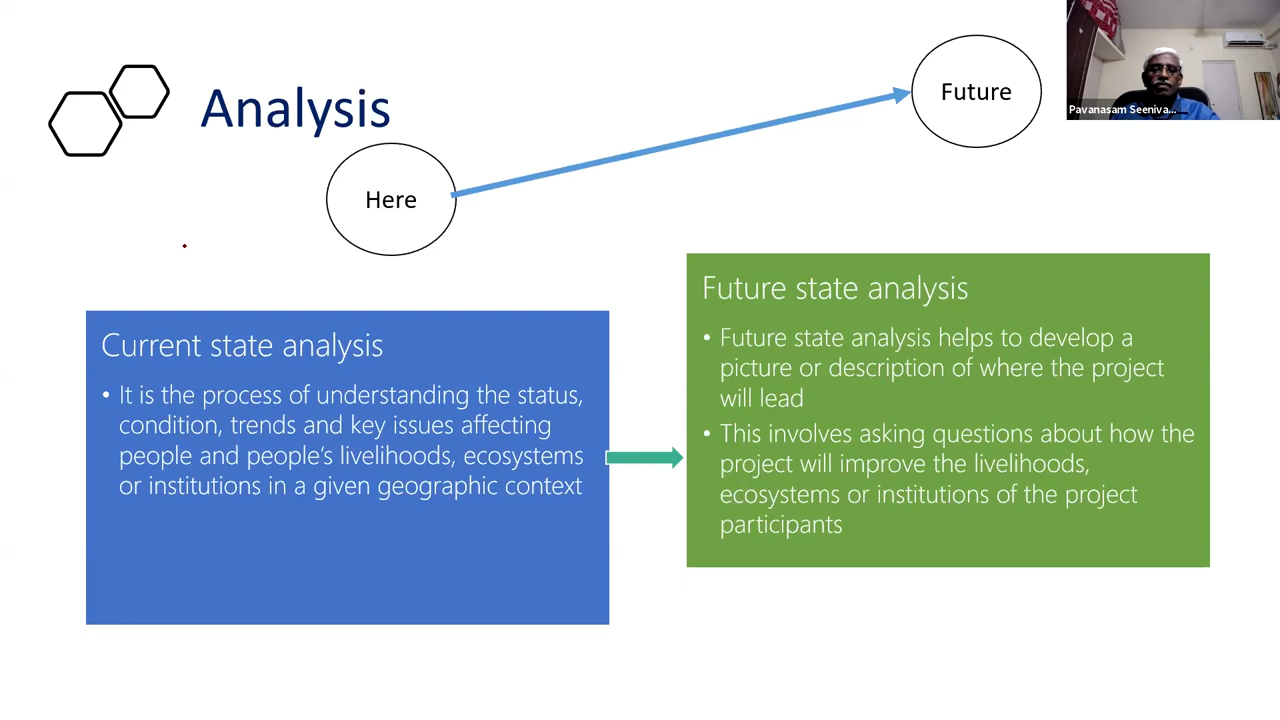 Analysis
Here
Future
Pavanasam Seeniva...
Current state analysis
• It is the process of understanding the status,
condition, trends and key issues affecting
people and people’s livelihoods, ecosystems
or institutions in a given geographic context
Future state analysis
• Future state analysis helps to develop a
picture or description of where the project
will lead
• This involves asking questions about how the
project will improve the livelihoods,
ecosystems or institutions of the project
participants